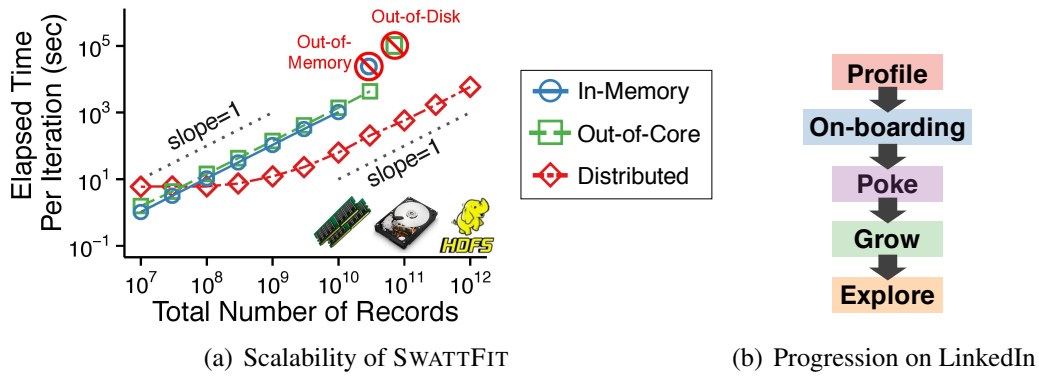 Elapsed Time
Per Iteration (sec)
10^5
10^3
10^1
10^−1
Out-of-Disk
Out-of-
Memory
slope=1
slope=1
HDFS
10^7
10^8
10^9
10^10
10^11
10^12
Total Number of Records
In-Memory
Out-of-Core
Distributed
(a) Scalability of SWATTFIT
Profile
On-boarding
Poke
Grow
Explore
(b) Progression on LinkedIn